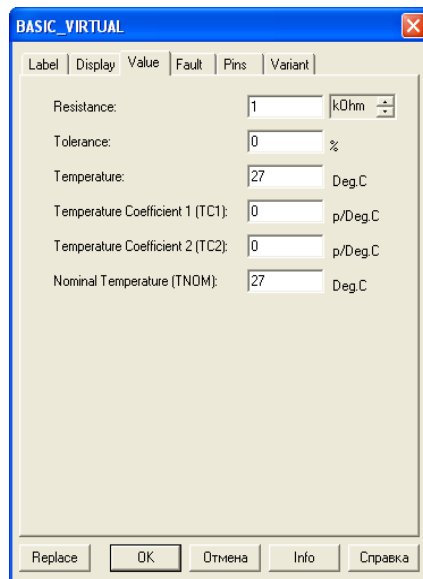 BASIC_VIRTUAL
Label Display Value Fault Pins Variant
Resistance: 1 kOhm
Tolerance: 0 %
Temperature: 27 Deg.C
Temperature Coefficient 1 (TC1): 0 p/Deg.C
Temperature Coefficient 2 (TC2): 0 p/Deg.C
Nominal Temperature (TNOM): 27 Deg.C
Replace OK Отмена Info Справка